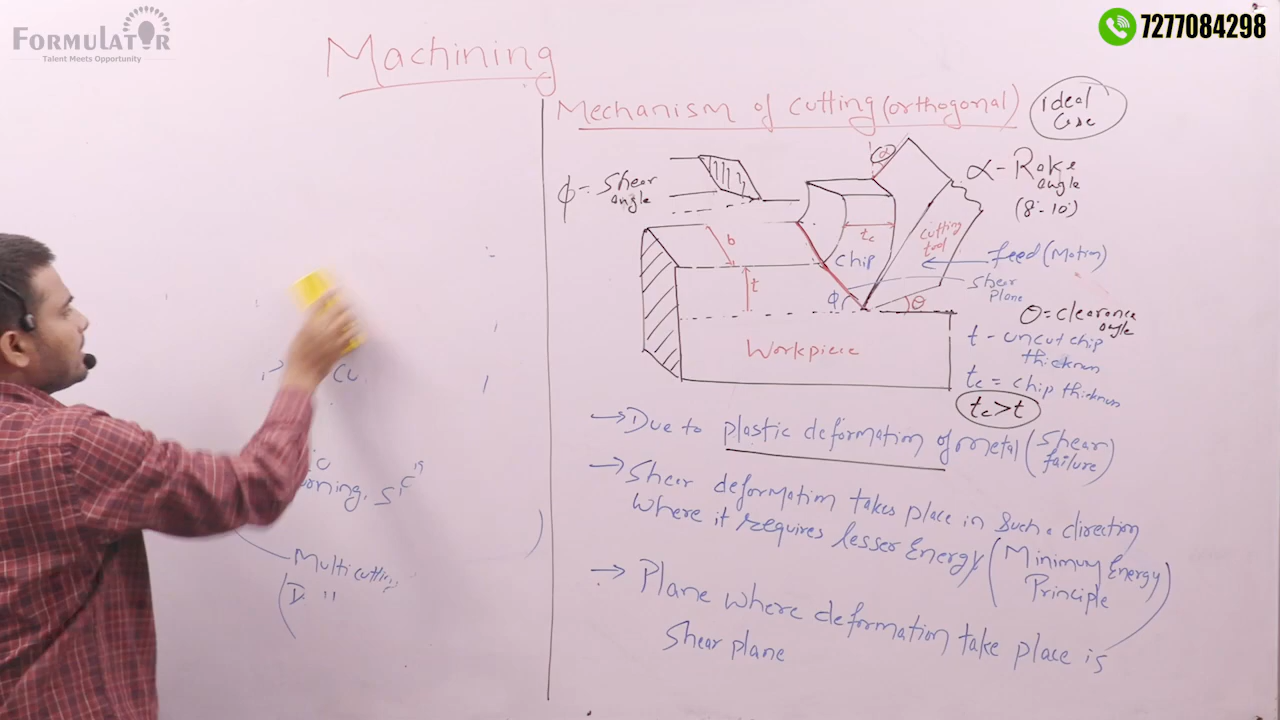 FORMULATOR
Talent Meets Opportunity
7277084298
Machining
Mechanism of cutting (orthogonal)
ideal
case
ϕ = Shear
angle
α
α - Rake
angle
(8°-10°)
b
tc
cutting
tool
t
chip
feed (Motion)
shear
plane
ϕ
θ
θ = clearance
angle
Workpiece
t - uncut chip
thickness
tc = chip thickness
tc > t
→ Due to plastic deformation of metal (Shear
failure)
→ Shear deformation takes place in such a direction
where it requires lesser Energy (Minimum Energy
Principle)
→ Plane where deformation take place is
Shear plane
Multi cutting